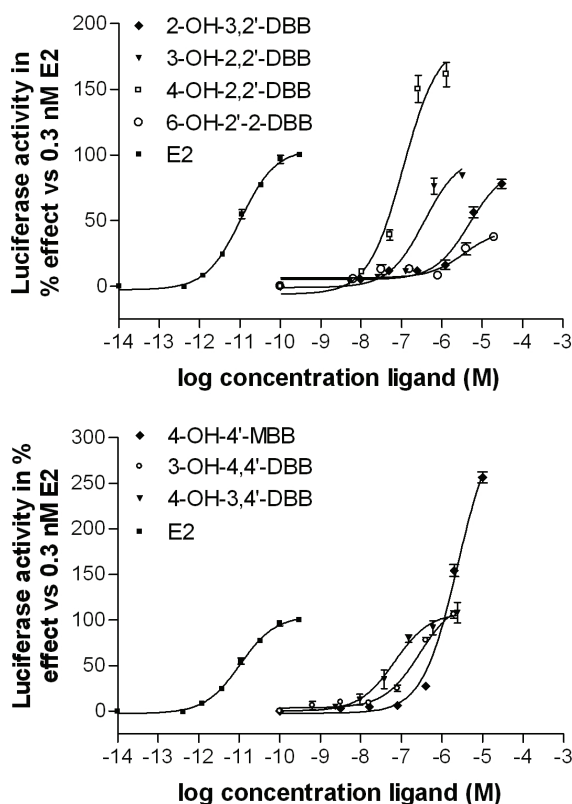 Luciferase activity in
% effect vs 0.3 nM E2
200
150
100
50
0
2-OH-3,2'-DBB
3-OH-2,2'-DBB
4-OH-2,2'-DBB
6-OH-2'-2-DBB
E2
-14 -13 -12 -11 -10 -9 -8 -7 -6 -5 -4 -3
log concentration ligand (M)
Luciferase activity in %
effect vs 0.3 nM E2
300
250
200
150
100
50
0
4-OH-4'-MBB
3-OH-4,4'-DBB
4-OH-3,4'-DBB
E2
-14 -13 -12 -11 -10 -9 -8 -7 -6 -5 -4 -3
log concentration ligand (M)